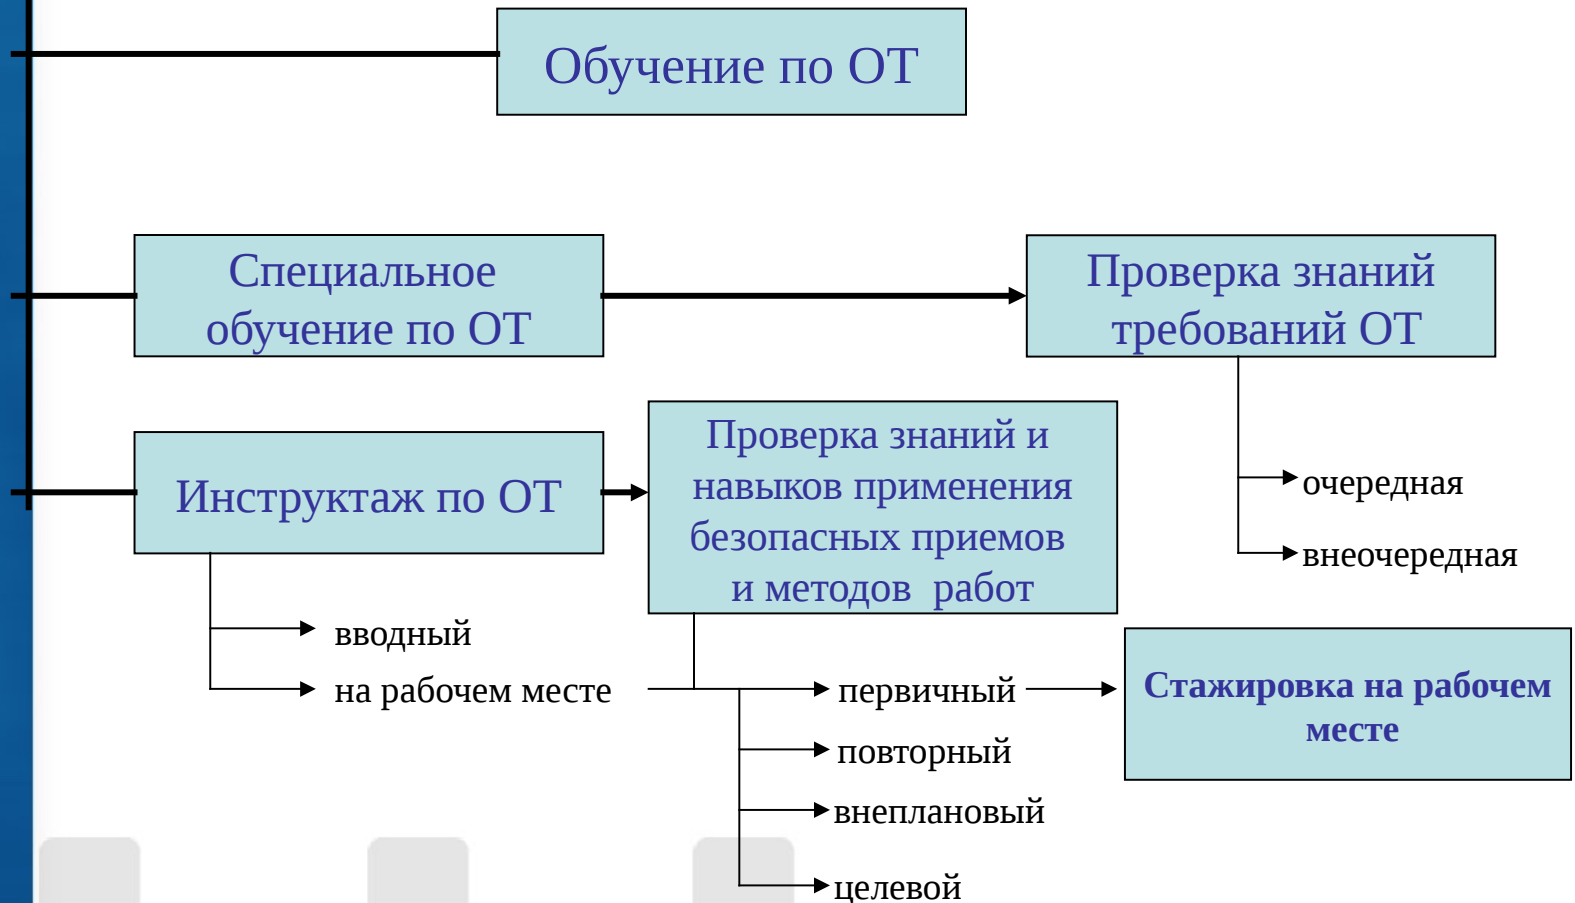 Обучение по ОТ
Специальное
обучение по ОТ
Проверка знаний
требований ОТ
очередная
внеочередная
Инструктаж по ОТ
Проверка знаний и
навыков применения
безопасных приемов
и методов работ
вводный
на рабочем месте
первичный
повторный
внеплановый
целевой
Стажировка на рабочем
месте